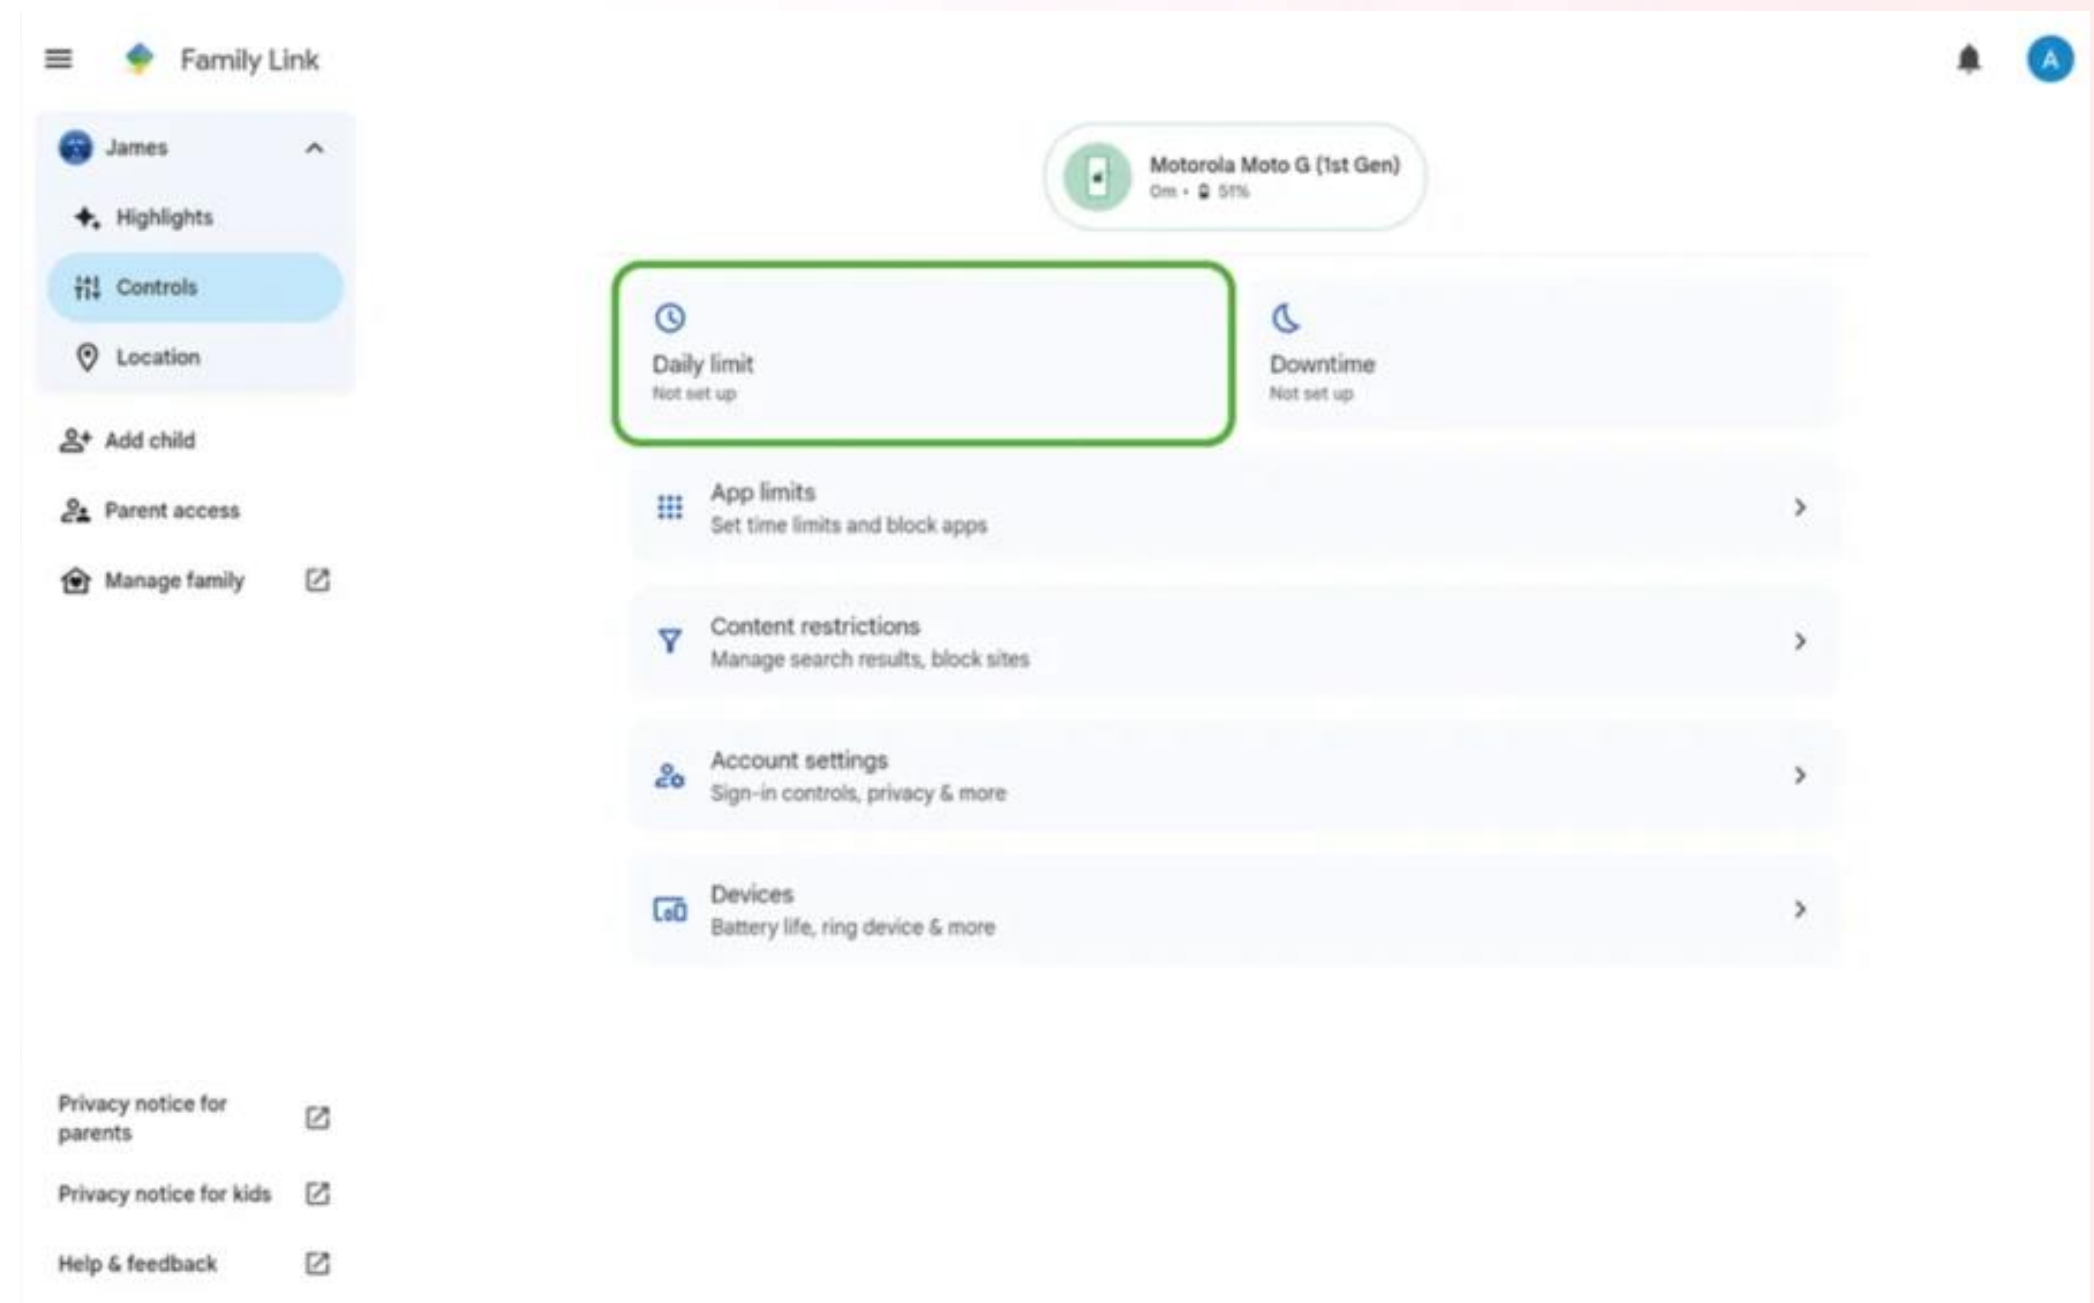 Family Link
A
James
Highlights
Controls
Location
Add child
Parent access
Manage family
Motorola Moto G (1st Gen)
0m • 51%
Daily limit
Not set up
Downtime
Not set up
App limits
Set time limits and block apps
Content restrictions
Manage search results, block sites
Account settings
Sign-in controls, privacy & more
Devices
Battery life, ring device & more
Privacy notice for
parents
Privacy notice for kids
Help & feedback